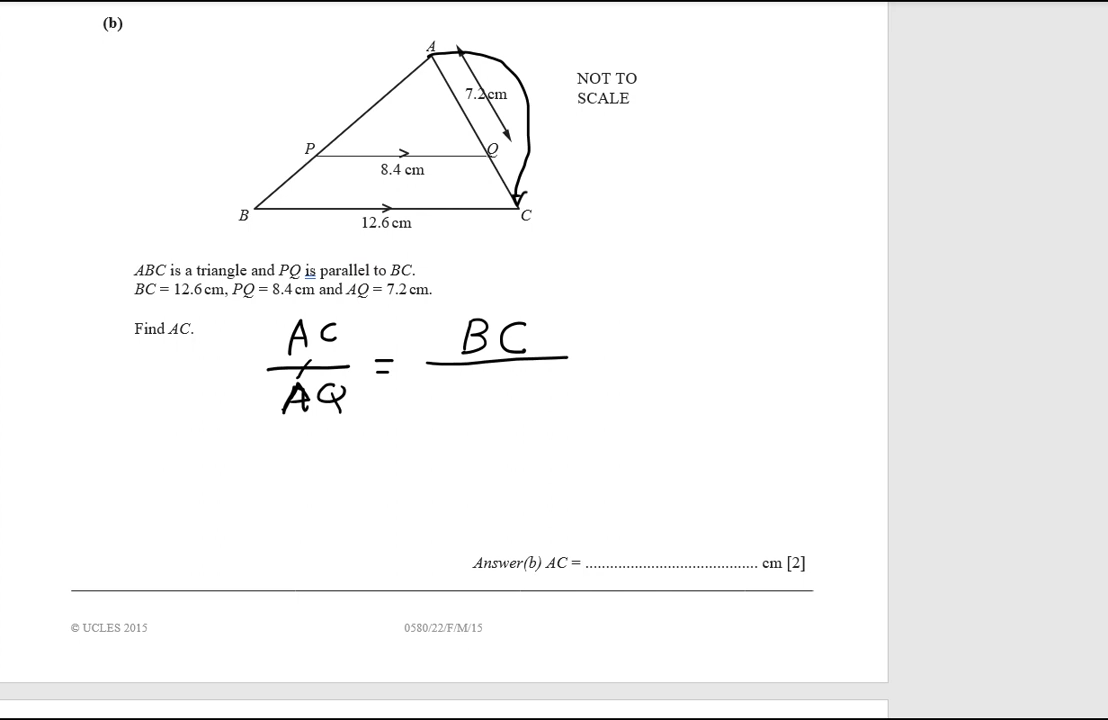 (b)
A
NOT TO
SCALE
7.2 cm
P
Q
8.4 cm
B
C
12.6 cm
ABC is a triangle and PQ is parallel to BC.
BC = 12.6 cm, PQ = 8.4 cm and AQ = 7.2 cm.
Find AC.
AC
=
BC
AQ
Answer(b) AC = .......................................... cm [2]
© UCLES 2015
0580/22/F/M/15